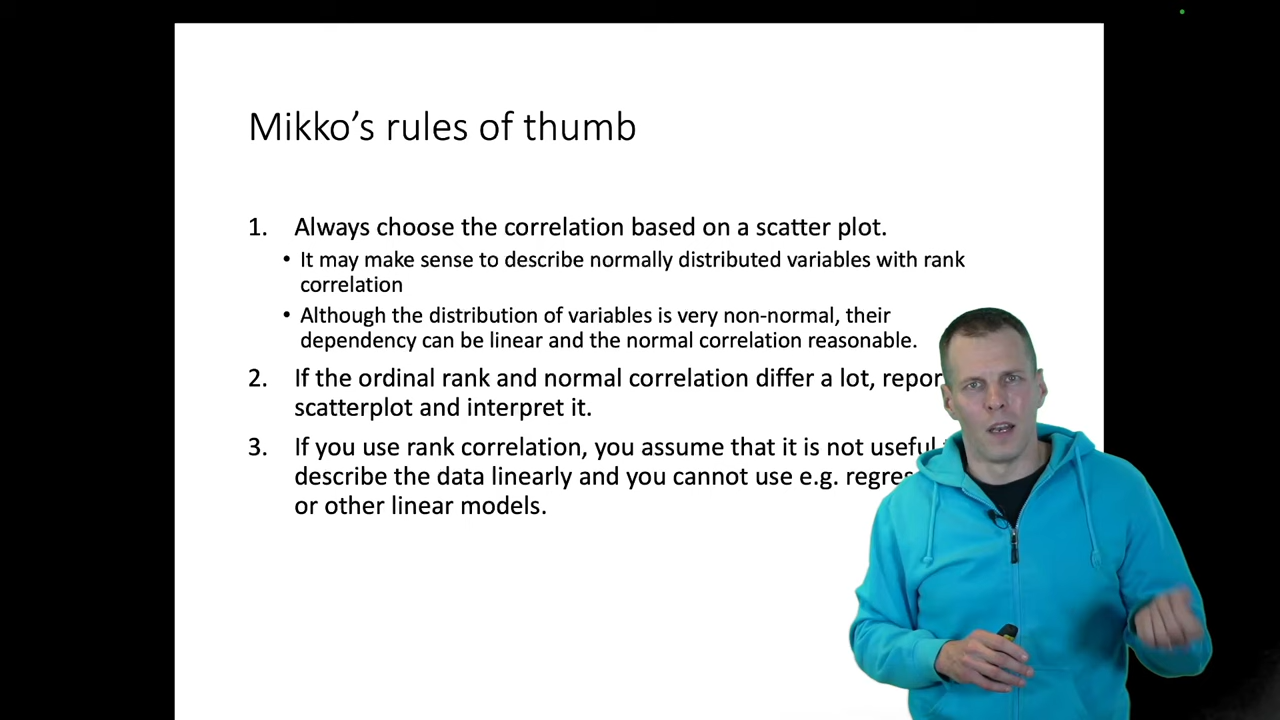 Mikko's rules of thumb
1. Always choose the correlation based on a scatter plot.
• It may make sense to describe normally distributed variables with rank
correlation
• Although the distribution of variables is very non-normal, their
dependency can be linear and the normal correlation reasonable.
2. If the ordinal rank and normal correlation differ a lot,
scatterplot and interpret it.
3. If you use rank correlation, you assume that it is not useful
describe the data linearly and you cannot use e.g.
or other linear models.